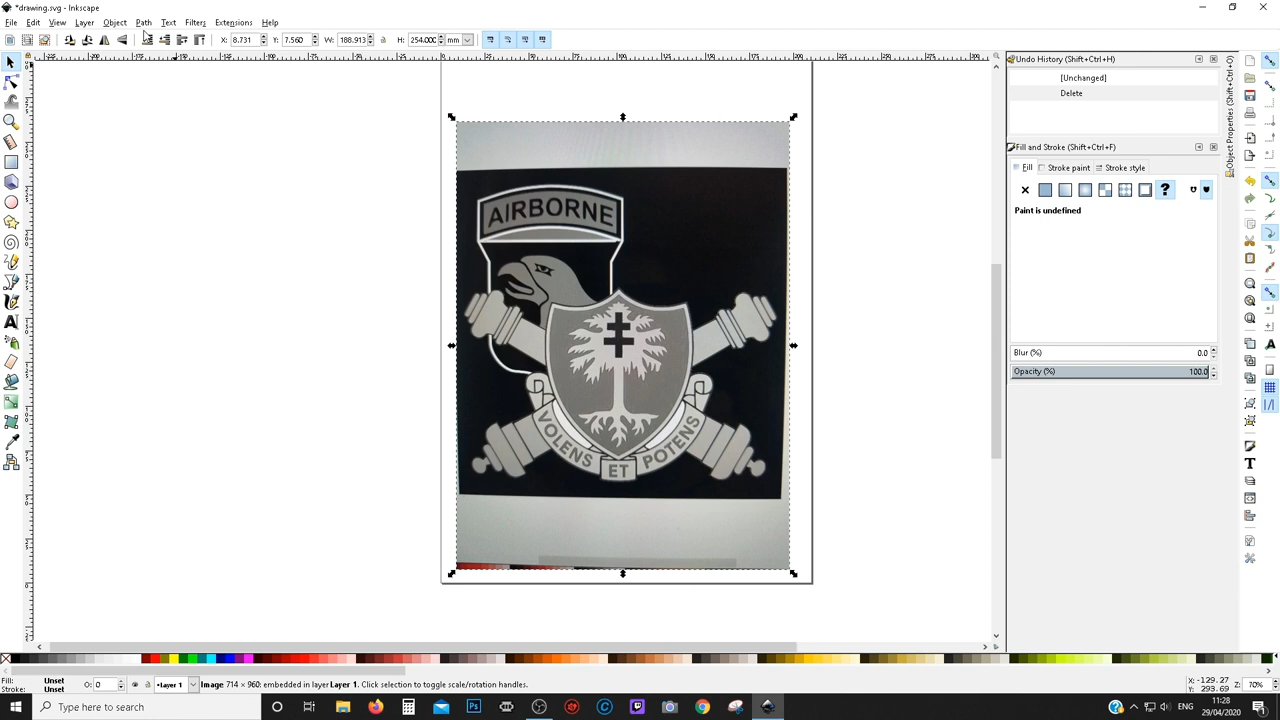 *drawing.svg - Inkscape
File Edit View Layer Object Path Text Filters Extensions Help
X: 8.731 Y: 7.560 W: 188.913 H: 254.000 mm
Undo History (Shift+Ctrl+H)
[Unchanged]
Delete
Fill and Stroke (Shift+Ctrl+F)
Fill Stroke paint Stroke style
Paint is undefined
Blur (%) 0.0
Opacity (%) 100.0
Object Properties (Shift+Ctrl+O)
AIRBORNE
VOLENS ET POTENS
Fill: Unset
Stroke: Unset
O: 0
Layer 1
Image 714 × 960: embedded in layer Layer 1. Click selection to toggle scale/rotation handles.
X: -129.27
Y: 293.69
Z: 70%
Type here to search
ENG
11:28
29/04/2020